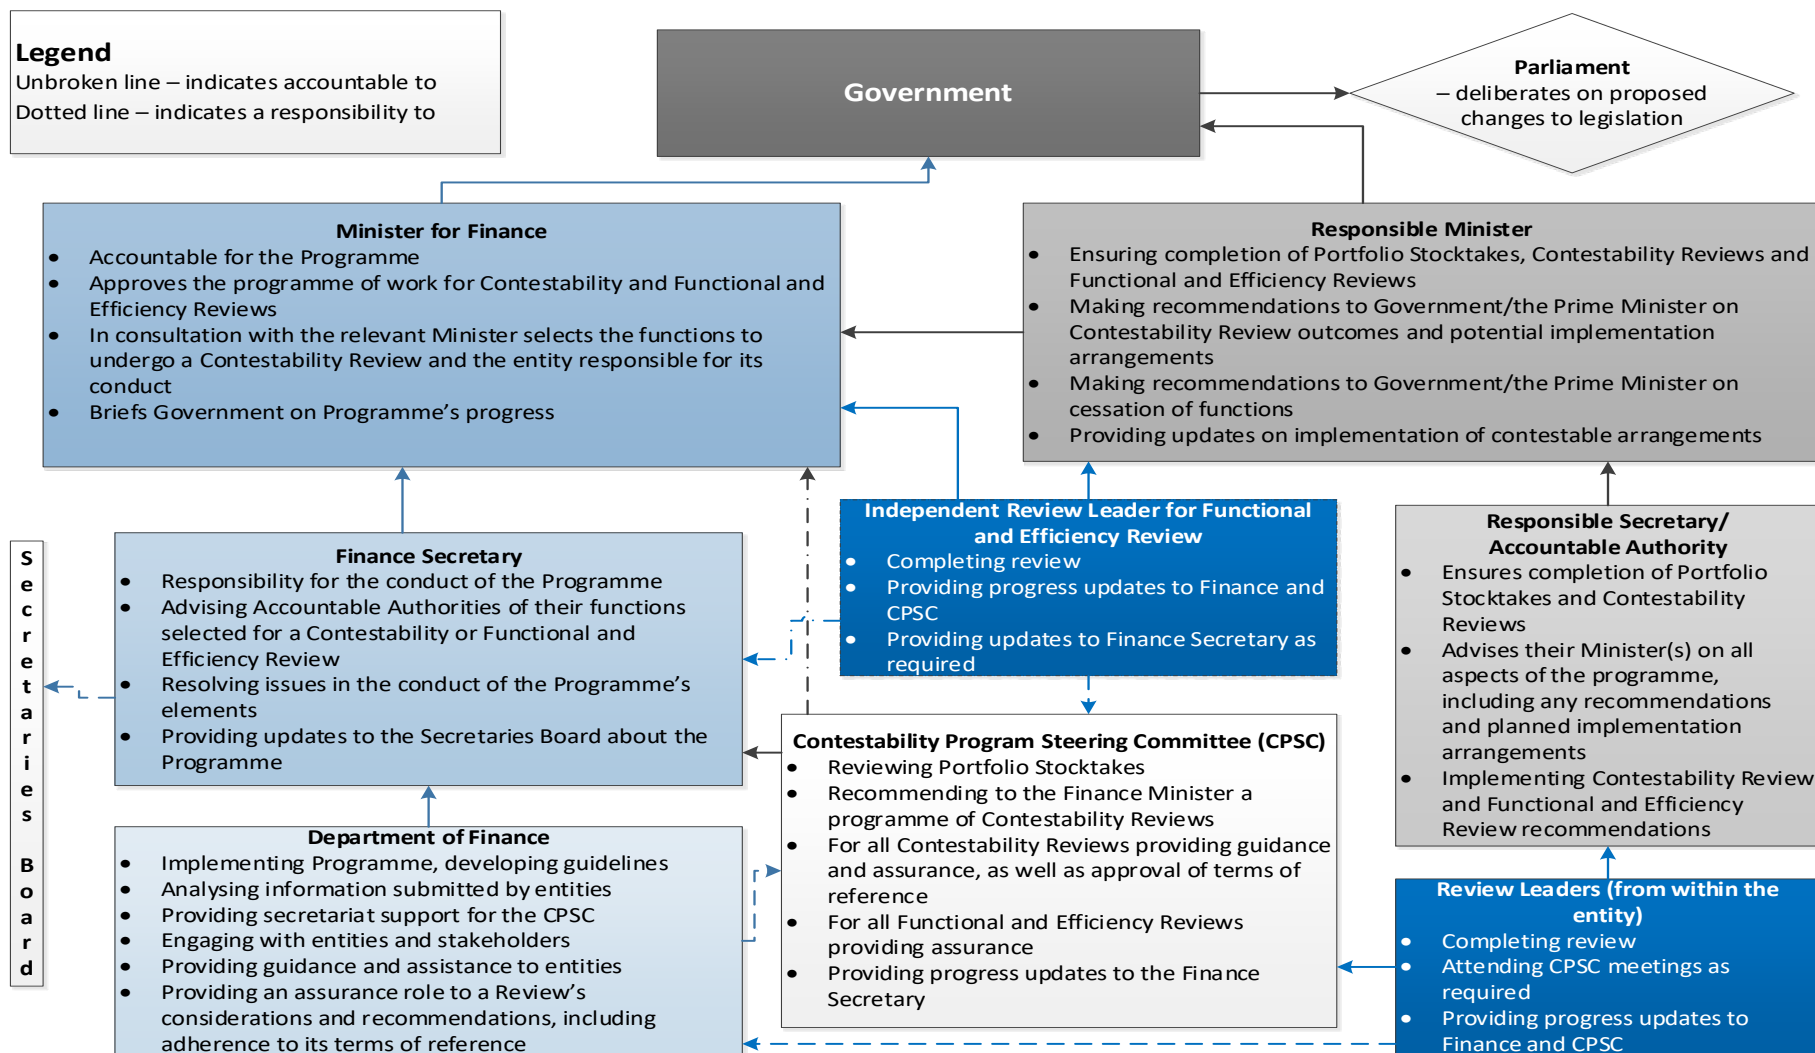 Legend
Unbroken line – indicates accountable to
Dotted line – indicates a responsibility to
Government
Parliament
– deliberates on proposed
changes to legislation
Minister for Finance
• Accountable for the Programme
• Approves the programme of work for Contestability and Functional and
Efficiency Reviews
• In consultation with the relevant Minister selects the functions to
undergo a Contestability Review and the entity responsible for its
conduct
• Briefs Government on Programme's progress
Responsible Minister
• Ensuring completion of Portfolio Stocktakes, Contestability Reviews and
Functional and Efficiency Reviews
• Making recommendations to Government/the Prime Minister on
Contestability Review outcomes and potential implementation
arrangements
• Making recommendations to Government/the Prime Minister on
cessation of functions
• Providing updates on implementation of contestable arrangements
Secretaries Board
Finance Secretary
• Responsibility for the conduct of the Programme
• Advising Accountable Authorities of their functions
selected for a Contestability or Functional and
Efficiency Review
• Resolving issues in the conduct of the Programme's
elements
• Providing updates to the Secretaries Board about the
Programme
Independent Review Leader for Functional
and Efficiency Review
• Completing review
• Providing progress updates to Finance and
CPSC
• Providing updates to Finance Secretary as
required
Responsible Secretary/
Accountable Authority
• Ensures completion of Portfolio
Stocktakes and Contestability
Reviews
• Advises their Minister(s) on all
aspects of the programme,
including any recommendations
and planned implementation
arrangements
• Implementing Contestability Review
and Functional and Efficiency
Review recommendations
Contestability Program Steering Committee (CPSC)
• Reviewing Portfolio Stocktakes
• Recommending to the Finance Minister a
programme of Contestability Reviews
• For all Contestability Reviews providing guidance
and assurance, as well as approval of terms of
reference
• For all Functional and Efficiency Reviews
providing assurance
• Providing progress updates to the Finance
Secretary
Department of Finance
• Implementing Programme, developing guidelines
• Analysing information submitted by entities
• Providing secretariat support for the CPSC
• Engaging with entities and stakeholders
• Providing guidance and assistance to entities
• Providing an assurance role to a Review's
considerations and recommendations, including
adherence to its terms of reference
Review Leaders (from within the
entity)
• Completing review
• Attending CPSC meetings as
required
• Providing progress updates to
Finance and CPSC